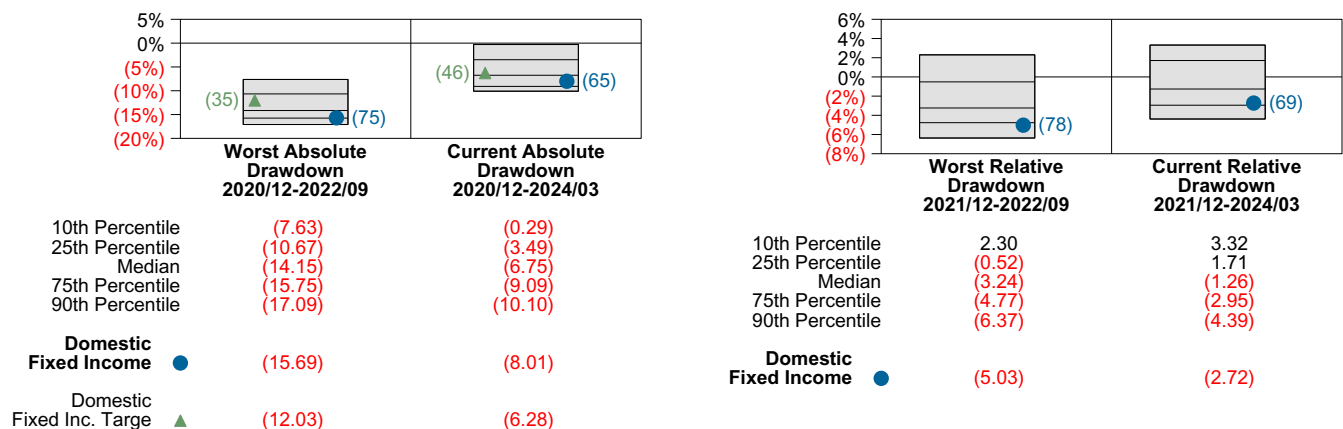 5%
0%
(5%)
(10%)
(15%)
(20%)
(35)
(75)
(46)
(65)
Worst Absolute
Drawdown
2020/12-2022/09
Current Absolute
Drawdown
2020/12-2024/03
10th Percentile (7.63) (0.29)
25th Percentile (10.67) (3.49)
Median (14.15) (6.75)
75th Percentile (15.75) (9.09)
90th Percentile (17.09) (10.10)
Domestic
Fixed Income (15.69) (8.01)
Domestic
Fixed Inc. Targe (12.03) (6.28)
6%
4%
2%
0%
(2%)
(4%)
(6%)
(8%)
(78)
(69)
Worst Relative
Drawdown
2021/12-2022/09
Current Relative
Drawdown
2021/12-2024/03
10th Percentile 2.30 3.32
25th Percentile (0.52) 1.71
Median (3.24) (1.26)
75th Percentile (4.77) (2.95)
90th Percentile (6.37) (4.39)
Domestic
Fixed Income (5.03) (2.72)